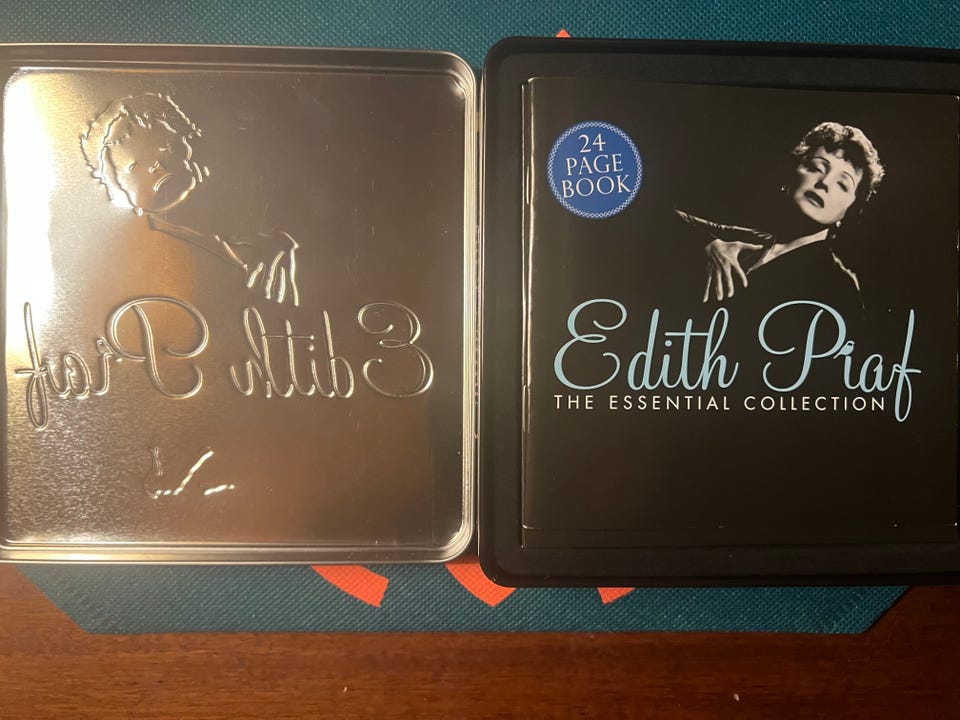 Edith Piaf
24
PAGE
BOOK
Edith Piaf
THE ESSENTIAL COLLECTION